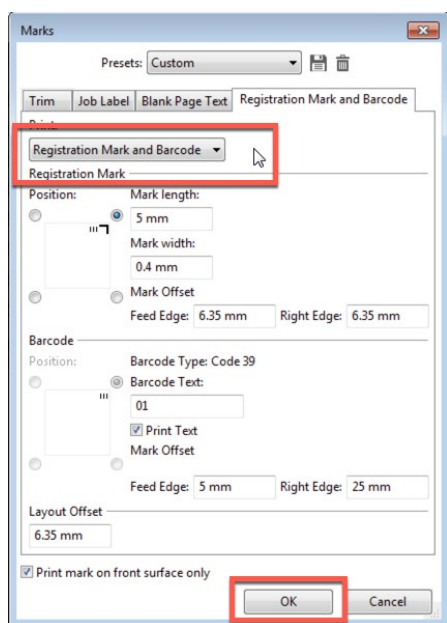 Marks
Presets: Custom
Trim Job Label Blank Page Text Registration Mark and Barcode
Print:
Registration Mark and Barcode
Registration Mark
Position: Mark length:
5 mm
Mark width:
0.4 mm
Mark Offset
Feed Edge: 6.35 mm Right Edge: 6.35 mm
Barcode
Position: Barcode Type: Code 39
Barcode Text:
01
Print Text
Mark Offset
Feed Edge: 5 mm Right Edge: 25 mm
Layout Offset
6.35 mm
Print mark on front surface only
OK Cancel